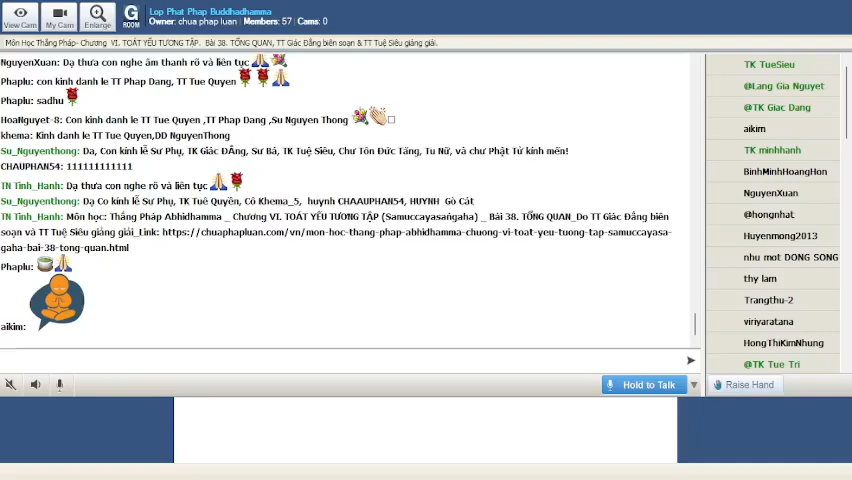 Lop Phat Phap Buddhadhamma
Owner: chua phap luan | Members: 57 | Cams: 0
View Cam
My Cam
Enlarge
G
ROOM
Môn Học Thắng Pháp- Chương VI. TOÁT YẾU TƯƠNG TẬP. Bài 38. TỔNG QUAN, TT Giác Đẳng biên soạn & TT Tuệ Siêu giảng giải.
NguyenXuan: Dạ thưa con nghe âm thanh rõ và liên tục
Phaplu: con kinh danh le TT Phap Dang, TT Tue Quyen
Phaplu: sadhu
HoaNguyet-8: Con kinh danh le TT Tue Quyen ,TT Phap Dang ,Su Nguyen Thong
khema: Kinh danh le TT Tue Quyen,DD NguyenThong
Su_Nguyenthong: Da, Con kính lễ Sư Phụ, TK Giác ĐẲng, Sư Bá, TK Tuệ Siêu, Chư Tôn Đức Tăng, Tu Nữ, và chư Phật Tử kính mến!
CHAUPHAN54: 111111111111
TN Tinh_Hanh: Dạ thưa con nghe rõ và liên tục
Su_Nguyenthong: Dạ Co kính lễ Sư Phụ, TK Tuê Quyền, Cô Khema_5, huynh CHAAUPHAN54, HUYNH Gò Cát
TN Tinh_Hanh: Môn học: Thắng Pháp Abhidhamma _ Chương VI. TOÁT YẾU TƯƠNG TẬP (Samuccayasaṅgaha) _ Bài 38. TỔNG QUAN_Do TT Giác Đẳng biên
soạn và TT Tuệ Siêu giảng giải_Link: https://chuaphapluan.com/vn/mon-hoc-thang-phap-abhidhamma-chuong-vi-toat-yeu-tuong-tap-samuccayasa-
gaha-bai-38-tong-quan.html
Phaplu:
aikim:
TK TueSieu
@Lang Gia Nguyet
@TK Giac Dang
aikim
TK minhhanh
BinhMinhHoangHon
NguyenXuan
@hongnhat
Huyenmong2013
nhu mot DONG SONG
thy lam
Trangthu-2
viriyaratana
HongThiKimNhung
@TK Tue Tri
Hold to Talk
Raise Hand